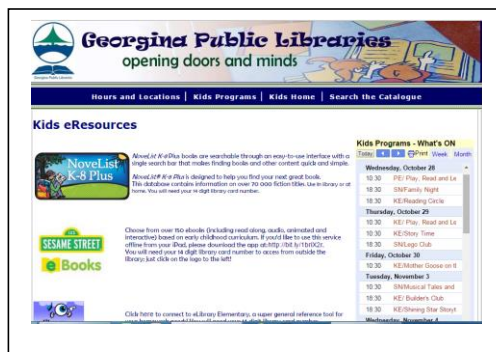 Georgina Public Libraries
opening doors and minds
Georgina Public Libraries
Hours and Locations | Kids Programs | Kids Home | Search the Catalogue
Kids eResources
NoveList
K-8 Plus
NoveList K-8Plus books are searchable through an easy-to-use interface with a
single search bar that makes finding books and other content quick and simple.
NoveList® K-8 Plus is designed to help you find your next great book.
This database contains information on over 70 000 fiction titles. Use in library or at
home. You will need your 14 digit library card number.
SESAME STREET
eBooks
Choose from over 150 ebooks (including read along, audio, animated and
interactive) based on early childhood curriculum. If you'd like to use this service
offline from your iPad, please download the app at:
You will need your 14 digit library card number to access from outside the
library. Just click on the logo to the left!
Click here to connect to eLibrary Elementary, a super general reference tool for
Kids Programs - What's ON
Today Print Week Month
Wednesday, October 28
10:30 PE/ Play, Read and Le
18:30 SN/Family Night
18:30 KE/Reading Circle
Thursday, October 29
10:30 KE/ Play, Read and Le
10:30 KE/Story Time
18:30 SN/Lego Club
Friday, October 30
10:30 KE/Mother Goose on t
Tuesday, November 3
10:30 SN/Musical Tales and
18:30 KE/ Builder's Club
18:30 KE/Shining Star Storyt
Wednesday, November 4